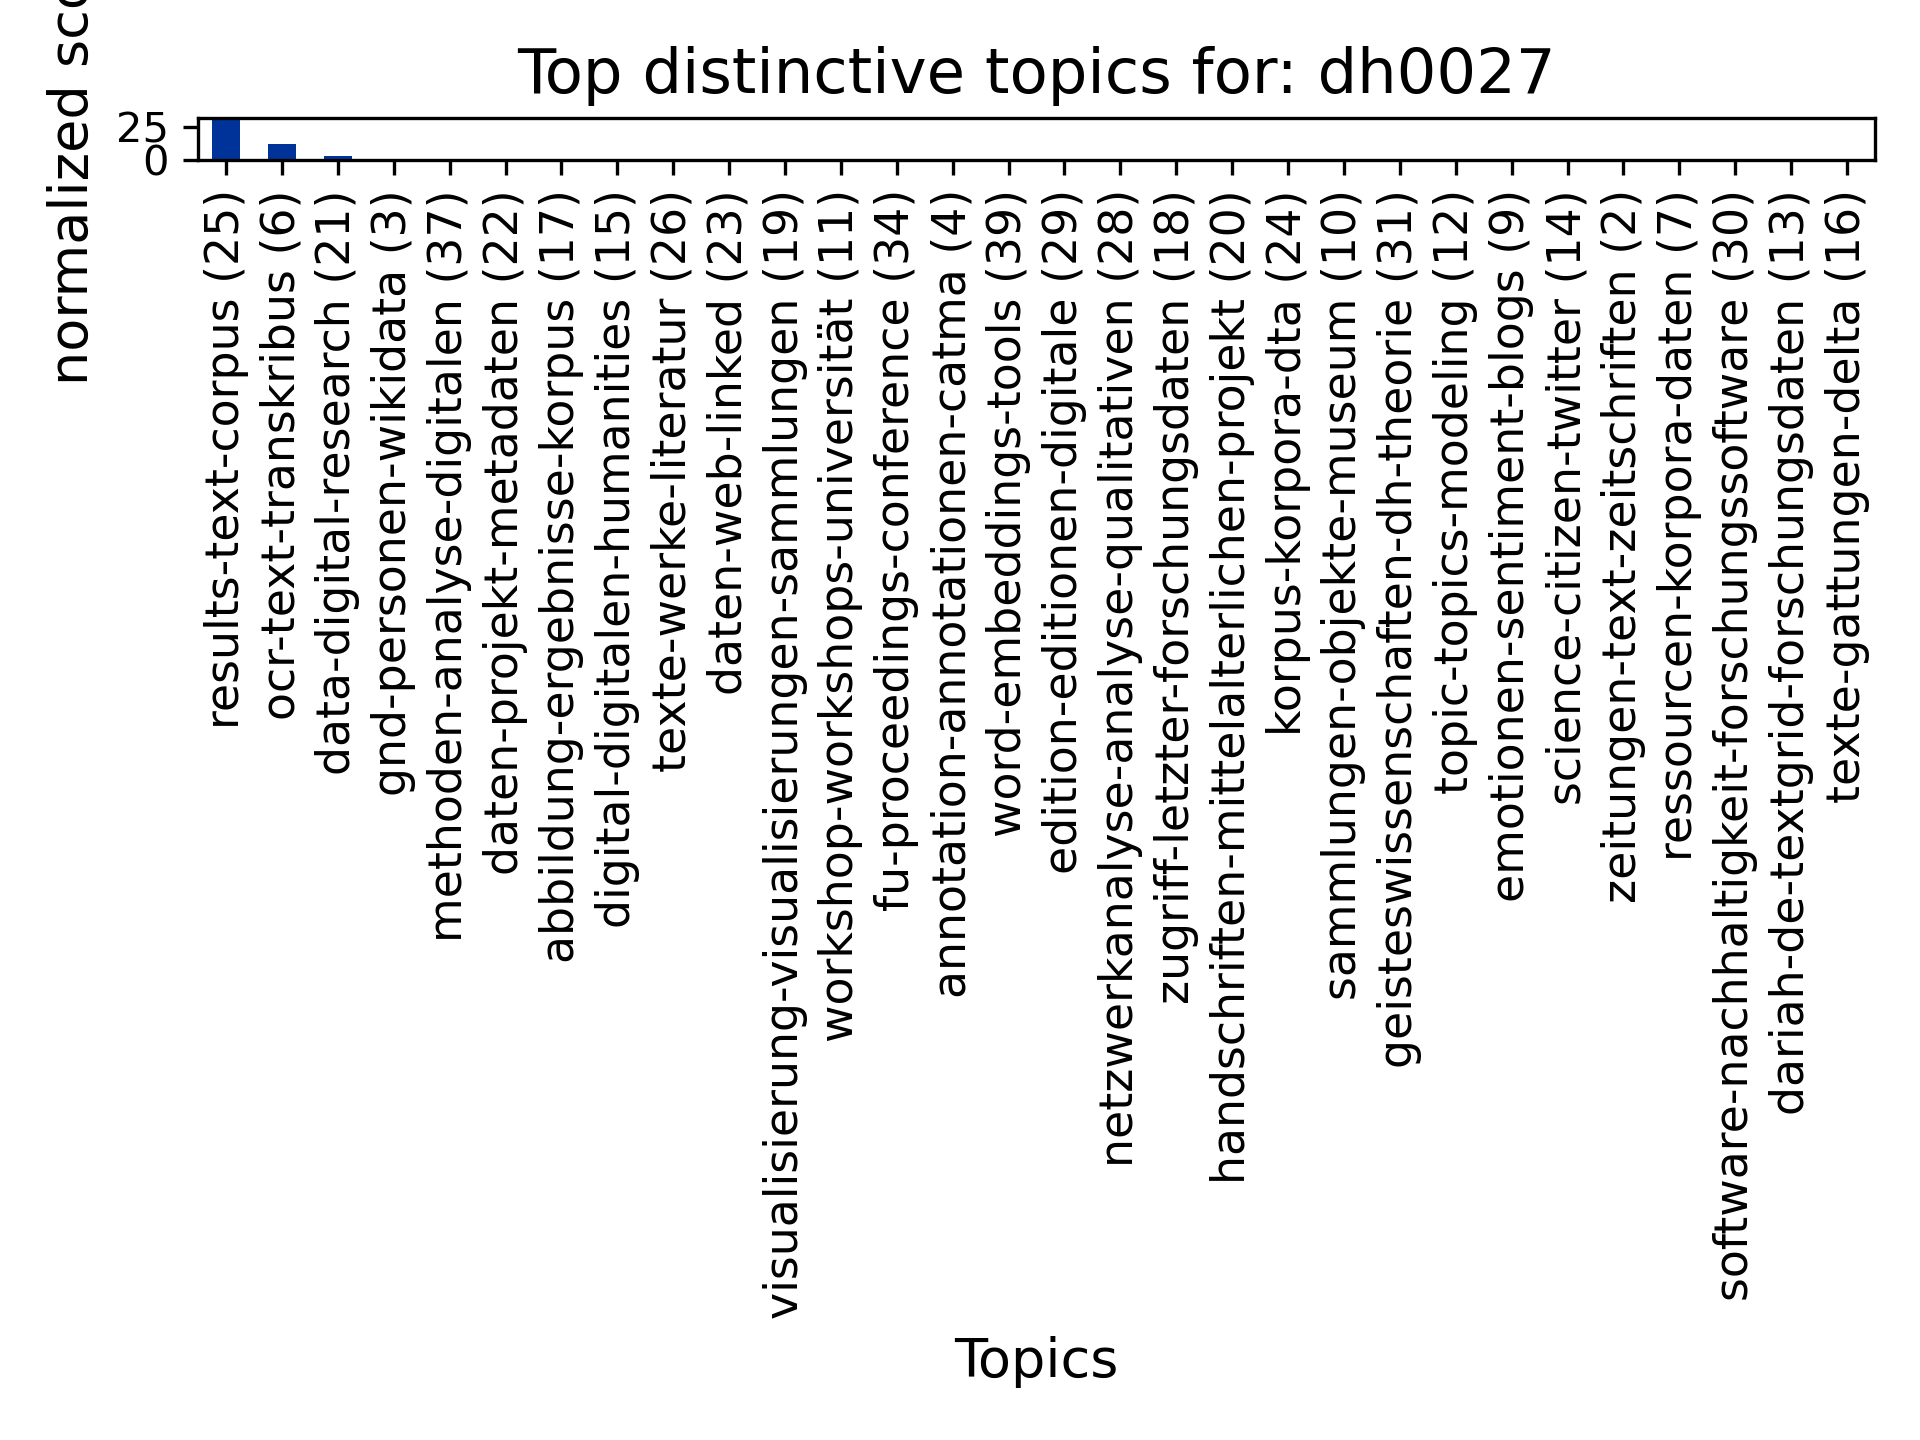 Top distinctive topics for: dh0027
normalized sco
25
0
results-text-corpus (25)
ocr-text-transkribus (6)
data-digital-research (21)
gnd-personen-wikidata (3)
methoden-analyse-digitalen (37)
daten-projekt-metadaten (22)
abbildung-ergebnisse-korpus (17)
digital-digitalen-humanities (15)
texte-werke-literatur (26)
daten-web-linked (23)
visualisierung-visualisierungen-sammlungen (19)
workshop-workshops-universität (11)
fu-proceedings-conference (34)
annotation-annotationen-catma (4)
word-embeddings-tools (39)
edition-editionen-digitale (29)
netzwerkanalyse-analyse-qualitativen (28)
zugriff-letzter-forschungsdaten (18)
handschriften-mittelalterlichen-projekt (20)
korpus-korpora-dta (24)
sammlungen-objekte-museum (10)
geisteswissenschaften-dh-theorie (31)
topic-topics-modeling (12)
emotionen-sentiment-blogs (9)
science-citizen-twitter (14)
zeitungen-text-zeitschriften (2)
ressourcen-korpora-daten (7)
software-nachhaltigkeit-forschungssoftware (30)
dariah-de-textgrid-forschungsdaten (13)
texte-gattungen-delta (16)
Topics